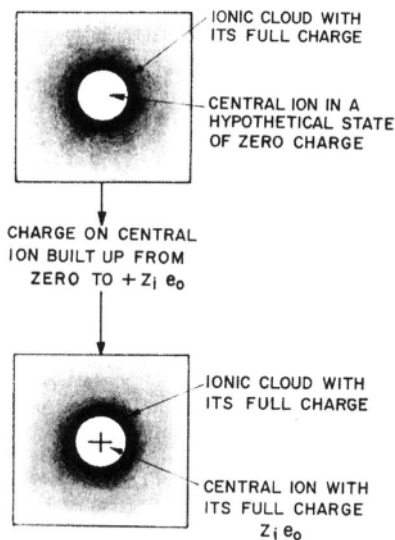 IONIC CLOUD WITH
ITS FULL CHARGE
CENTRAL ION IN A
HYPOTHETICAL STATE
OF ZERO CHARGE
CHARGE ON CENTRAL
ION BUILT UP FROM
ZERO TO + Zi eo
IONIC CLOUD WITH
ITS FULL CHARGE
+
CENTRAL ION WITH
ITS FULL CHARGE
Zi eo